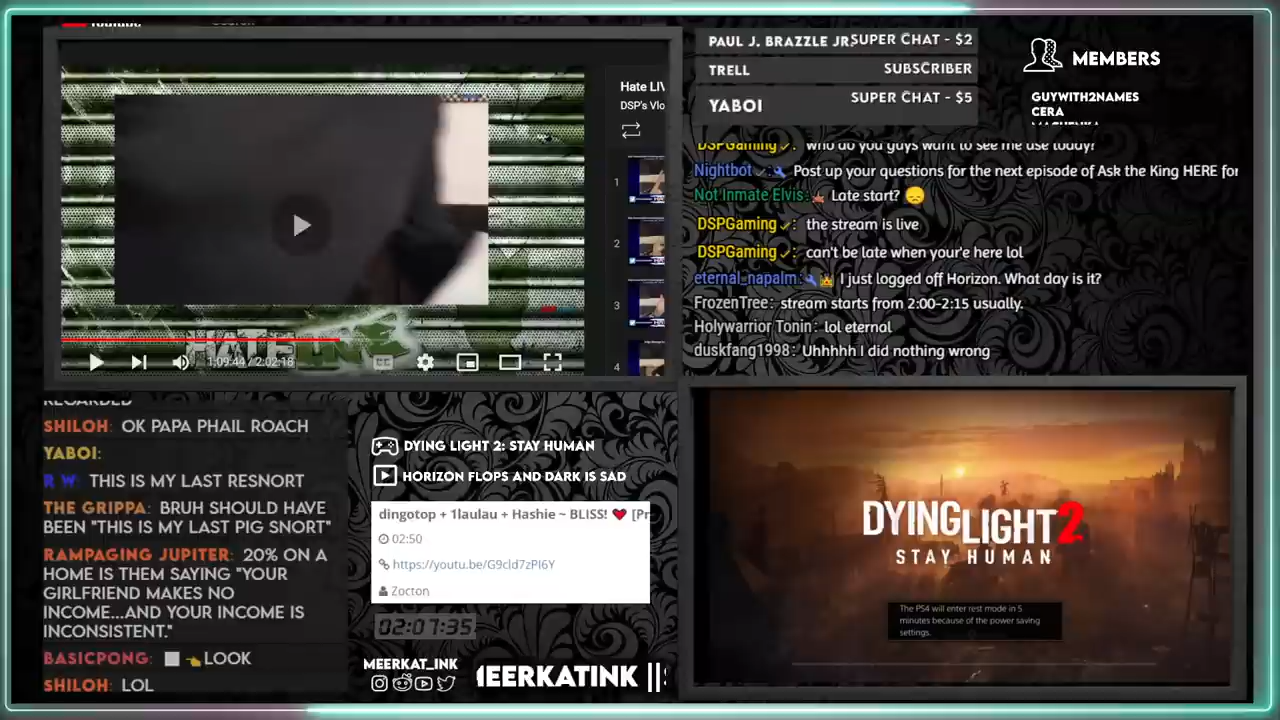 Hate LIV
DSP's Vlo
1
2
3
4
HATE LIVE
1:09:44 / 2:02:18
PAUL J. BRAZZLE JR. SUPER CHAT - $2
TRELL SUBSCRIBER
YABOI SUPER CHAT - $5
MEMBERS
GUYWITH2NAMES
CERA
DSPGaming: who do you guys want to see me use today?
Nightbot: Post up your questions for the next episode of Ask the King HERE for
Not Inmate Elvis: Late start? 😞
DSPGaming: the stream is live
DSPGaming: can't be late when your'e here lol
eternal_napalm: I just logged off Horizon. What day is it?
FrozenTree: stream starts from 2:00-2:15 usually.
Holywarrior Tonin: lol eternal
duskfang1998: Uhhhhh I did nothing wrong
REGARDED
SHILOH: OK PAPA PHAIL ROACH
YABOI:
R W: THIS IS MY LAST RESNORT
THE GRIPPA: BRUH SHOULD HAVE
BEEN "THIS IS MY LAST PIG SNORT"
RAMPAGING JUPITER: 20% ON A
HOME IS THEM SAYING "YOUR
GIRLFRIEND MAKES NO
INCOME...AND YOUR INCOME IS
INCONSISTENT."
BASICPONG: LOOK
SHILOH: LOL
DYING LIGHT 2: STAY HUMAN
HORIZON FLOPS AND DARK IS SAD
dingotop + 1laulau + Hashie ~ BLISS! ❤ [Pr
02:50
https://youtu.be/G9cld7zPI6Y
Zocton
02:07:35
MEERKAT_INK
MEERKATINK ||
DYING LIGHT 2
STAY HUMAN
The PS4 will enter rest mode in 5
minutes because of the power saving
settings.